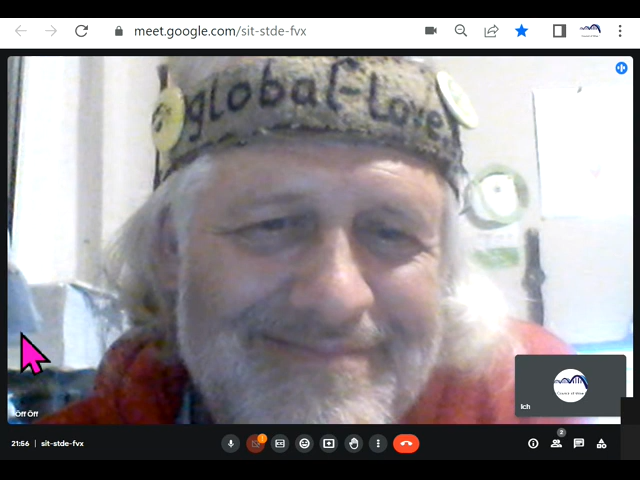 meet.google.com/sit-stde-fvx
global-love
Off Off
Ich
21:56 | sit-stde-fvx
2